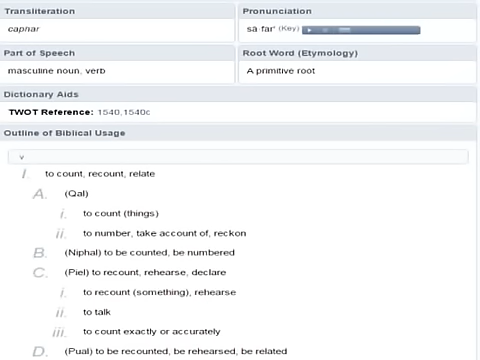 Transliteration
Pronunciation
caphar
sä·far' (Key)
Part of Speech
Root Word (Etymology)
masculine noun, verb
A primitive root
Dictionary Aids
TWOT Reference: 1540,1540c
Outline of Biblical Usage
v
I. to count, recount, relate
A. (Qal)
i. to count (things)
ii. to number, take account of, reckon
B. (Niphal) to be counted, be numbered
C. (Piel) to recount, rehearse, declare
i. to recount (something), rehearse
ii. to talk
iii. to count exactly or accurately
D. (Pual) to be recounted, be rehearsed, be related